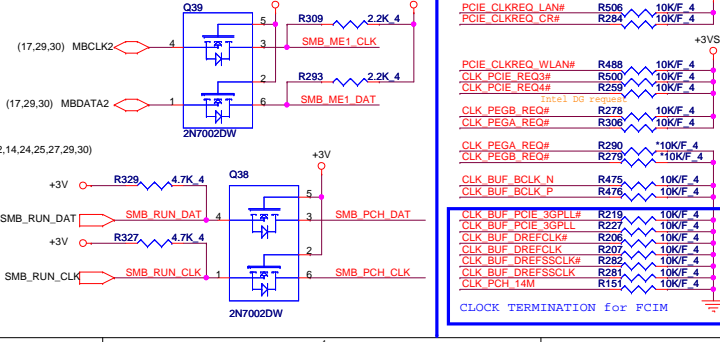 Q39
5
R309 2.2K_4
(17,29,30) MBCLK2 4 3 SMB_ME1_CLK
2
R293 2.2K_4
(17,29,30) MBDATA2 1 6 SMB_ME1_DAT
2N7002DW
2,14,24,25,27,29,30)
+3V
+3V R329 4.7K_4 Q38
5
SMB_RUN_DAT SMB_RUN_DAT 4 3 SMB_PCH_DAT
+3V R327 4.7K_4
2
SMB_RUN_CLK SMB_RUN_CLK 1 6 SMB_PCH_CLK
2N7002DW
PCIE_CLKREQ_LAN# R506 10K/F_4
PCIE_CLKREQ_CR# R284 10K/F_4
+3VS
PCIE_CLKREQ_WLAN# R488 10K/F_4
CLK_PCIE_REQ3# R500 10K/F_4
CLK_PCIE_REQ4# R259 10K/F_4
Intel DG request
CLK_PEGB_REQ# R278 10K/F_4
CLK_PEGA_REQ# R306 10K/F_4
CLK_PEGA_REQ# R290 *10K/F_4
CLK_PEGB_REQ# R279 *10K/F_4
CLK_BUF_BCLK_N R475 10K/F_4
CLK_BUF_BCLK_P R476 10K/F_4
CLK_BUF_PCIE_3GPLL# R219 10K/F_4
CLK_BUF_PCIE_3GPLL R227 10K/F_4
CLK_BUF_DREFCLK# R206 10K/F_4
CLK_BUF_DREFCLK R207 10K/F_4
CLK_BUF_DREFSSCLK# R282 10K/F_4
CLK_BUF_DREFSSCLK R281 10K/F_4
CLK_PCH_14M R151 10K/F_4
CLOCK TERMINATION for FCIM